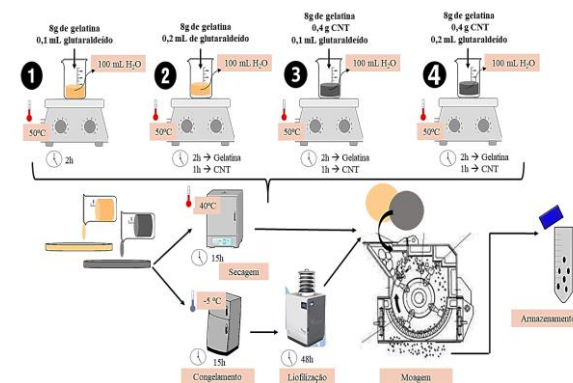 8g de gelatina
0,1 mL glutaraldeído
100 mL H₂O
1
50ºC
2h
8g de gelatina
0,2 mL de glutaraldeído
100 mL H₂O
2
50ºC
2h → Gelatina
1h → CNT
8g de gelatina
0,4 g CNT
0,1 mL glutaraldeído
100 mL H₂O
3
50ºC
2h → Gelatina
1h → CNT
8g de gelatina
0,4 g CNT
0,2 mL glutaraldeído
100 mL H₂O
4
50ºC
2h → Gelatina
1h → CNT
40ºC
15h
Secagem
-5 ºC
15h
Congelamento
48h
Liofilização
Moagem
Armazenamento